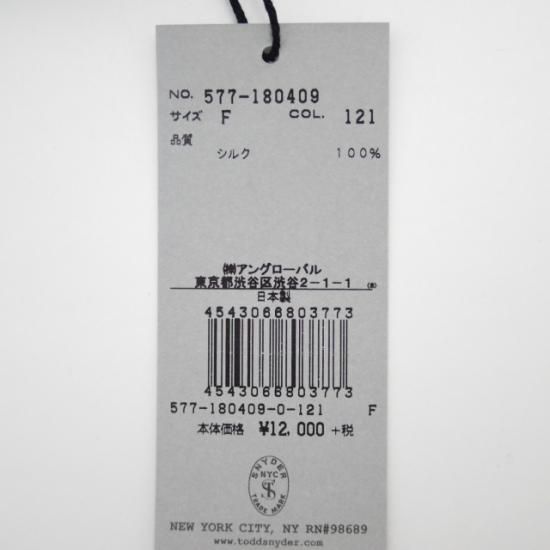 NO. 577-180409
サイズ F COL. 121
品質
シルク 100%
㈱アングローバル
東京都渋谷区渋谷2-1-1
日本製
4543066803773
4543066803773
577-180409-0-121 F
本体価格 ¥12,000 +税
SNYDER
NYC
TS
TRADE MARK
NEW YORK CITY, NY RN#98689
www.toddsnyder.com